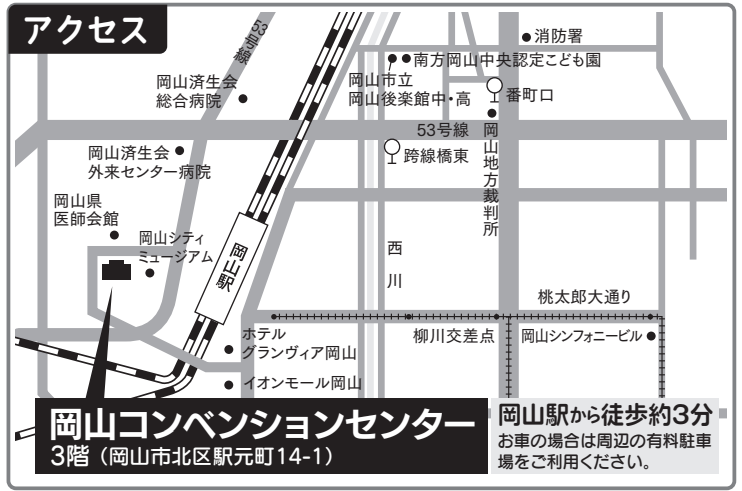 アクセス
53号線
消防署
南方岡山中央認定こども園
岡山市立
岡山後楽館中・高
番町口
岡山済生会
総合病院
53号線
岡山地方裁判所
跨線橋東
岡山済生会
外来センター病院
岡山県
医師会館
岡山シティ
ミュージアム
岡山駅
西川
桃太郎大通り
柳川交差点
岡山シンフォニービル
ホテル
グランヴィア岡山
イオンモール岡山
岡山コンベンションセンター
3階（岡山市北区駅元町14-1）
岡山駅から徒歩約3分
お車の場合は周辺の有料駐車
場をご利用ください。